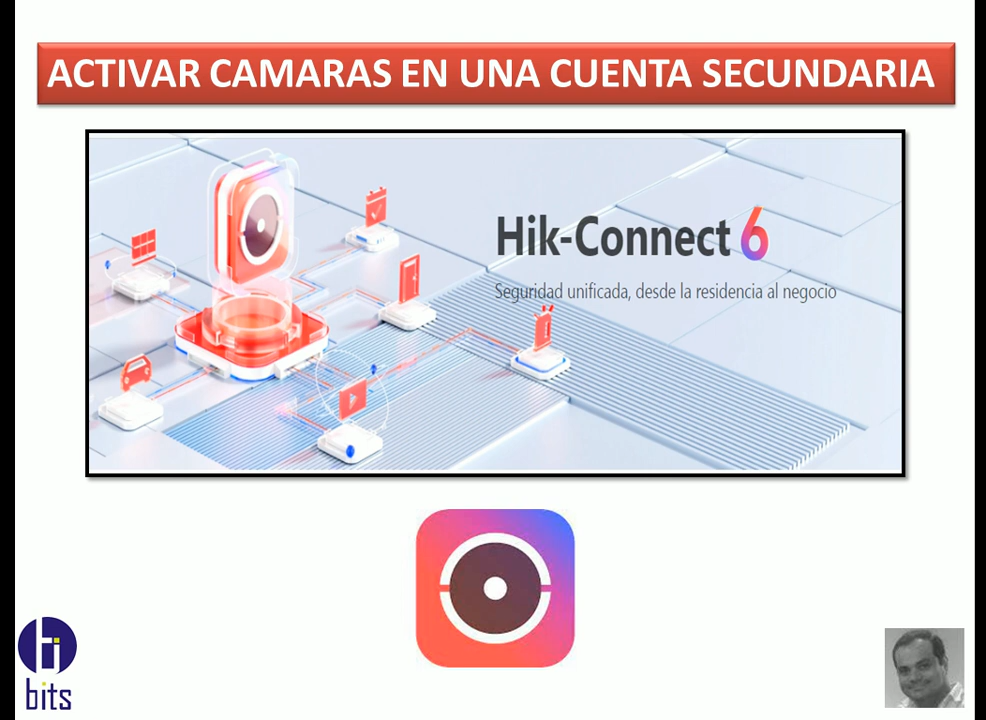 ACTIVAR CAMARAS EN UNA CUENTA SECUNDARIA
Hik-Connect 6
Seguridad unificada, desde la residencia al negocio
bits